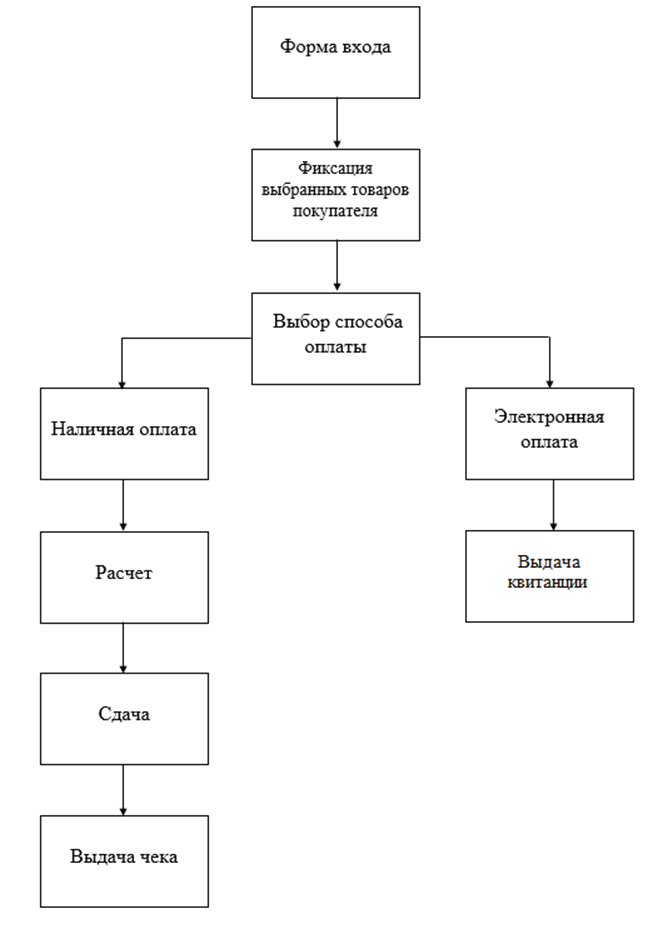 Форма входа
Фиксация
выбранных товаров
покупателя
Выбор способа
оплаты
Наличная оплата
Электронная
оплата
Расчет
Выдача
квитанции
Сдача
Выдача чека